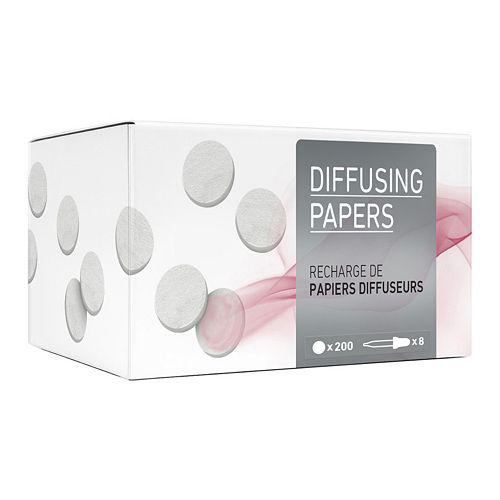 DIFFUSING
PAPERS
RECHARGE DE
PAPIERS DIFFUSEURS
x 200 x 8